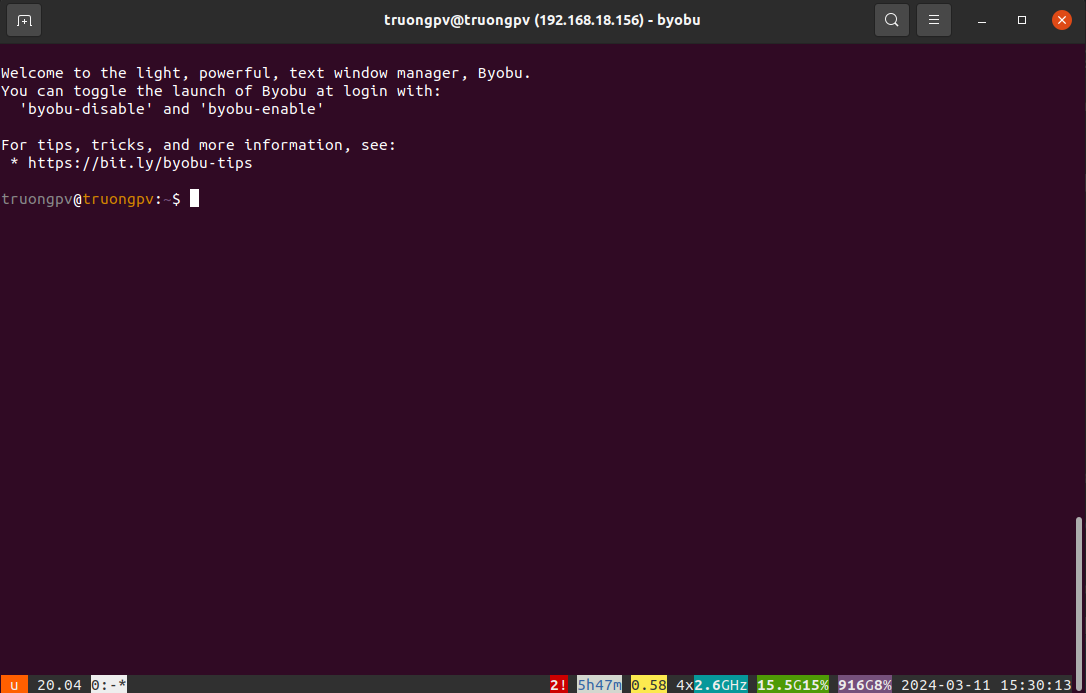 truongpv@truongpv (192.168.18.156) - byobu
Welcome to the light, powerful, text window manager, Byobu.
You can toggle the launch of Byobu at login with:
  'byobu-disable' and 'byobu-enable'
For tips, tricks, and more information, see:
 * https://bit.ly/byobu-tips
truongpv@truongpv:~$
u 20.04 0:-* 2! 5h47m 0.58 4x2.6GHz 15.5G15% 916G8% 2024-03-11 15:30:13